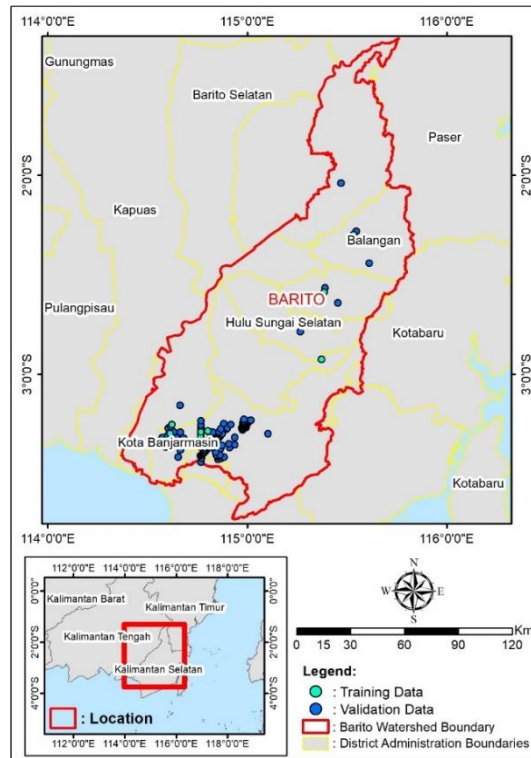 114°0'0"E 115°0'0"E 116°0'0"E
Gunungmas
Barito Selatan
Paser
2°0'0"S 2°0'0"S
Kapuas
Balangan
Pulangpisau
BARITO
Hulu Sungai Selatan
Kotabaru
3°0'0"S 3°0'0"S
Kota Banjarmasin
Kotabaru
114°0'0"E 115°0'0"E 116°0'0"E
112°0'0"E 114°0'0"E 116°0'0"E 118°0'0"E
0°0'0" 0°0'0"
Kalimantan Barat
Kalimantan Timur
Kalimantan Tengah
2°0'0"S 2°0'0"S
Kalimantan Selatan
4°0'0"S 4°0'0"S
: Location
110°0'0"E 112°0'0"E 114°0'0"E 116°0'0"E 118°0'0"E
N
W E
S
Km
0 15 30 60 90 120
Legend:
: Training Data
: Validation Data
: Barito Watershed Boundary
: District Administration Boundaries